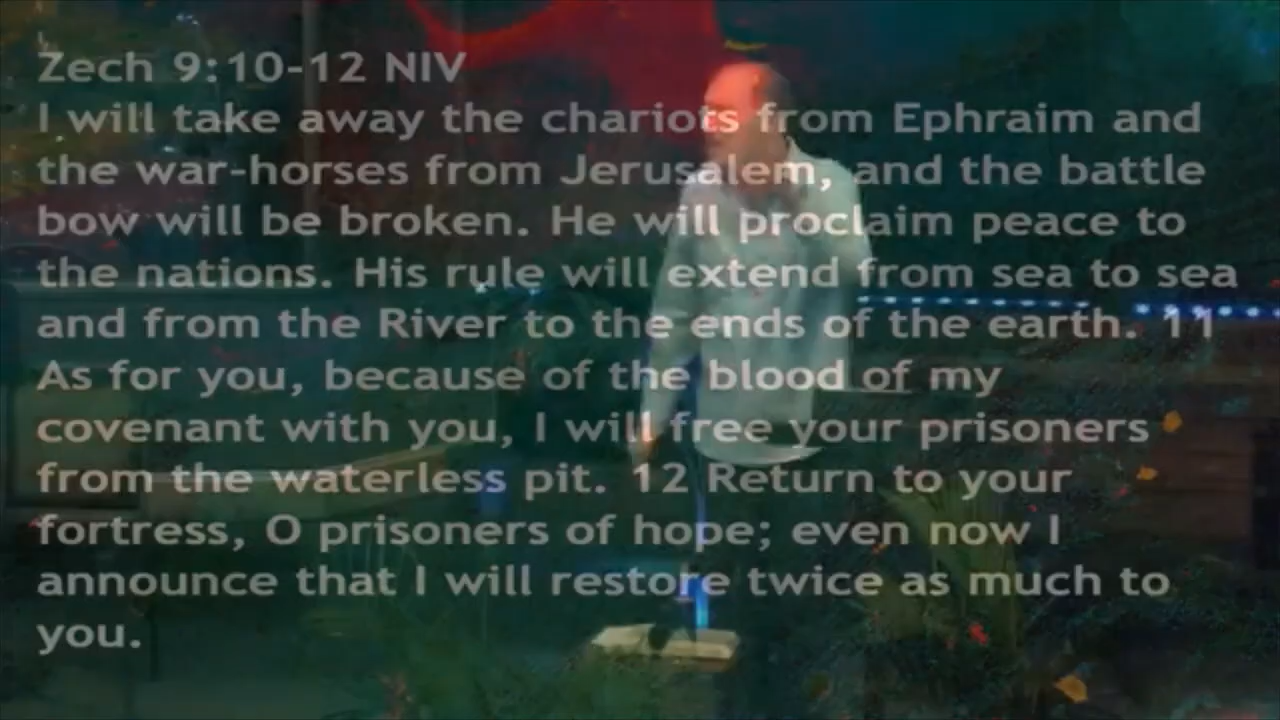 Zech 9:10-12 NIV
I will take away the chariots from Ephraim and
the war-horses from Jerusalem, and the battle
bow will be broken. He will proclaim peace to
the nations. His rule will extend from sea to sea
and from the River to the ends of the earth. 11
As for you, because of the blood of my
covenant with you, I will free your prisoners
from the waterless pit. 12 Return to your
fortress, O prisoners of hope; even now I
announce that I will restore twice as much to
you.